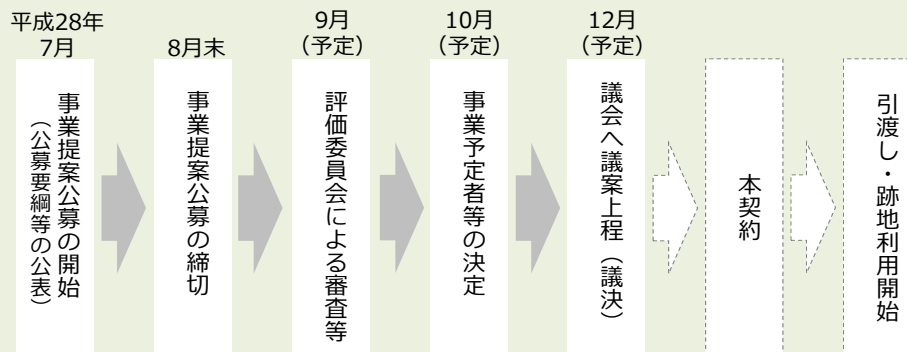 平成28年
7月
事業提案公募の開始
（公募要綱等の公表）
8月末
事業提案公募の締切
9月
（予定）
評価委員会による審査等
10月
（予定）
事業予定者等の決定
12月
（予定）
議会へ議案上程（議決）
本契約
引渡し・跡地利用開始